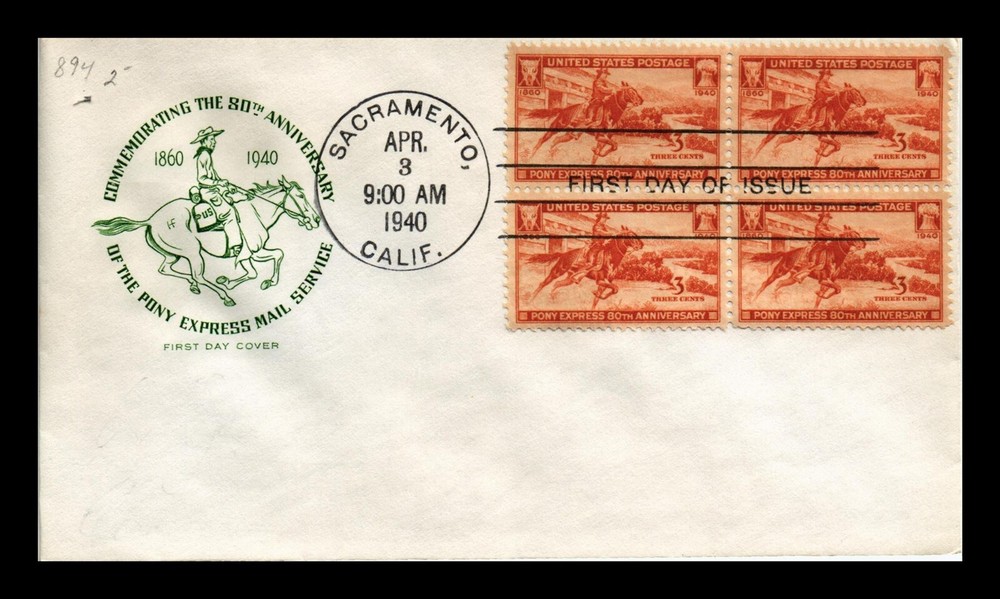 894 2-
COMMEMORATING THE 80TH ANNIVERSARY
1860 1940
PUS
HF
OF THE PONY EXPRESS MAIL SERVICE
FIRST DAY COVER
SACRAMENTO,
APR.
3
9:00 AM
1940
CALIF.
UNITED STATES POSTAGE
1860 1940
3
THREE CENTS
PONY EXPRESS 80TH ANNIVERSARY
UNITED STATES POSTAGE
1860 1940
3
THREE CENTS
PONY EXPRESS 80TH ANNIVERSARY
FIRST DAY OF ISSUE
UNITED STATES POSTAGE
1860 1940
3
THREE CENTS
PONY EXPRESS 80TH ANNIVERSARY
UNITED STATES POSTAGE
1860 1940
3
THREE CENTS
PONY EXPRESS 80TH ANNIVERSARY